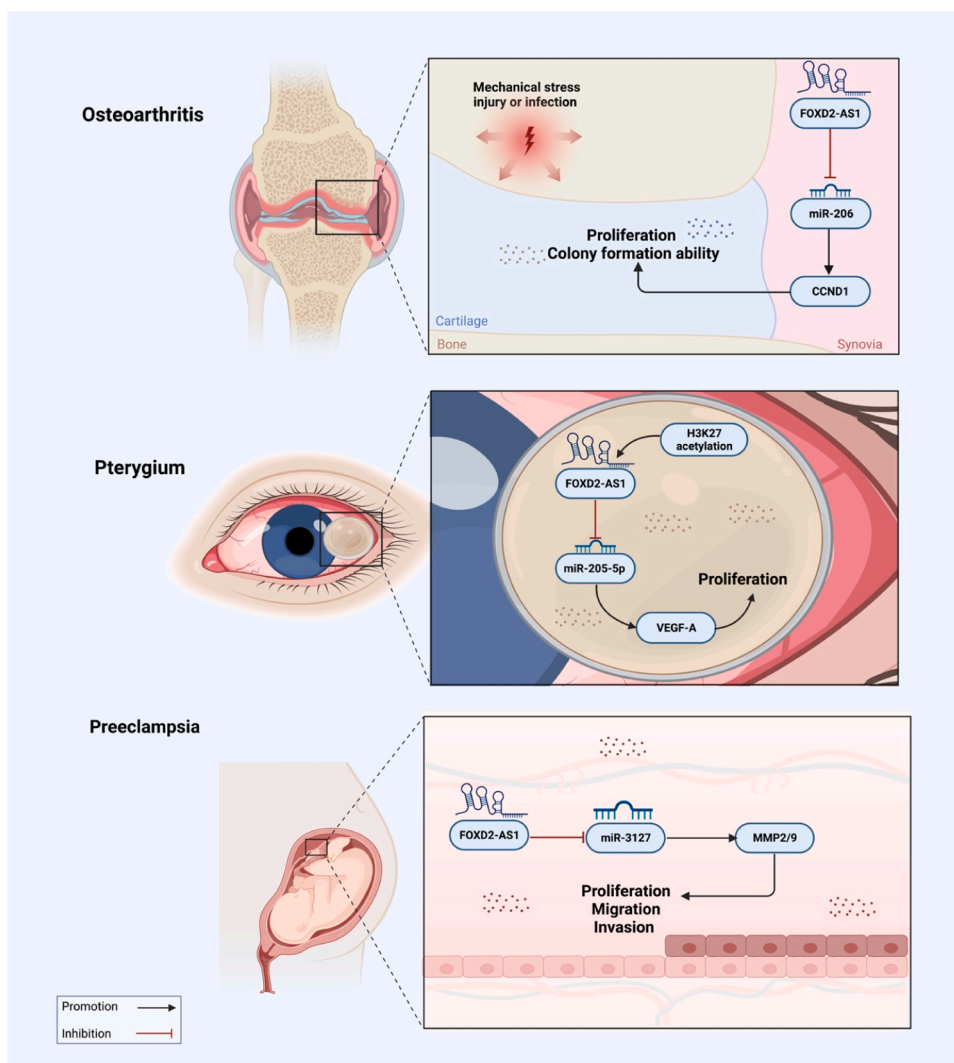 Osteoarthritis
Mechanical stress
injury or infection
FOXD2-AS1
miR-206
Proliferation
Colony formation ability
CCND1
Cartilage
Bone
Synovia
Pterygium
H3K27
acetylation
FOXD2-AS1
miR-205-5p
Proliferation
VEGF-A
Preeclampsia
FOXD2-AS1
miR-3127
MMP2/9
Proliferation
Migration
Invasion
Promotion
Inhibition